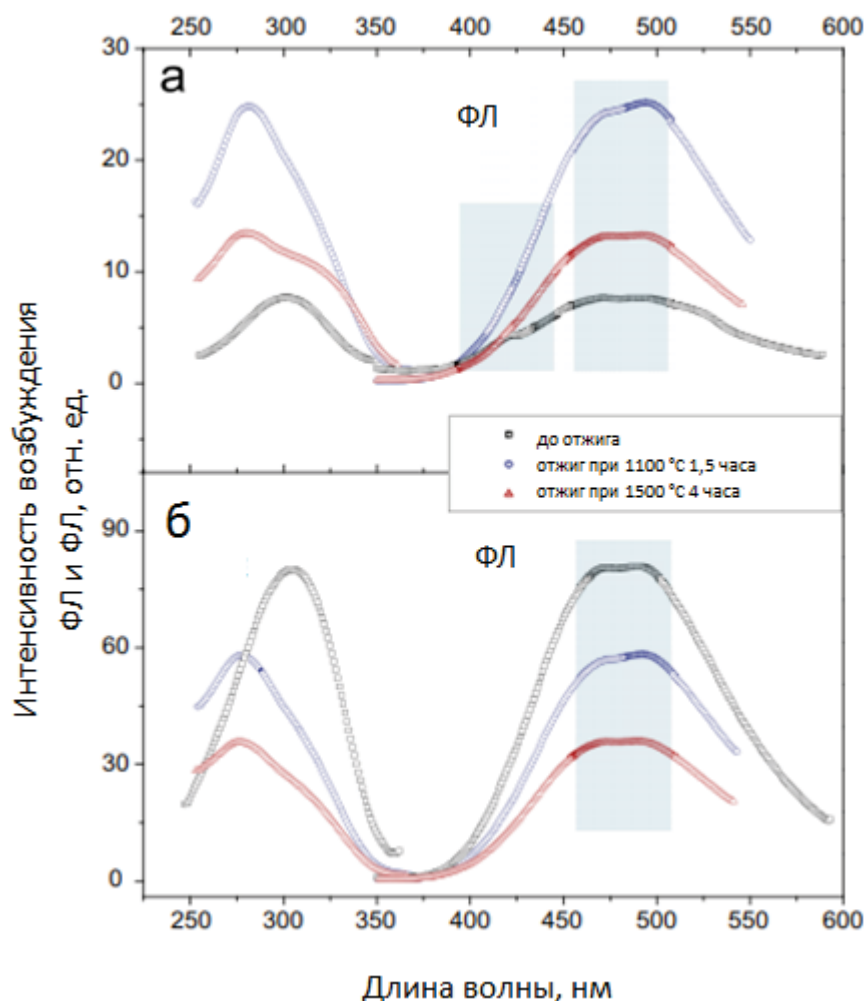 250 300 350 400 450 500 550 600
30
а
ФЛ
20
10
0
до отжига
отжиг при 1100 °C 1,5 часа
отжиг при 1500 °C 4 часа
Интенсивность возбуждения
ФЛ и ФЛ, отн. ед.
б
ФЛ
90
60
30
0
250 300 350 400 450 500 550 600
Длина волны, нм